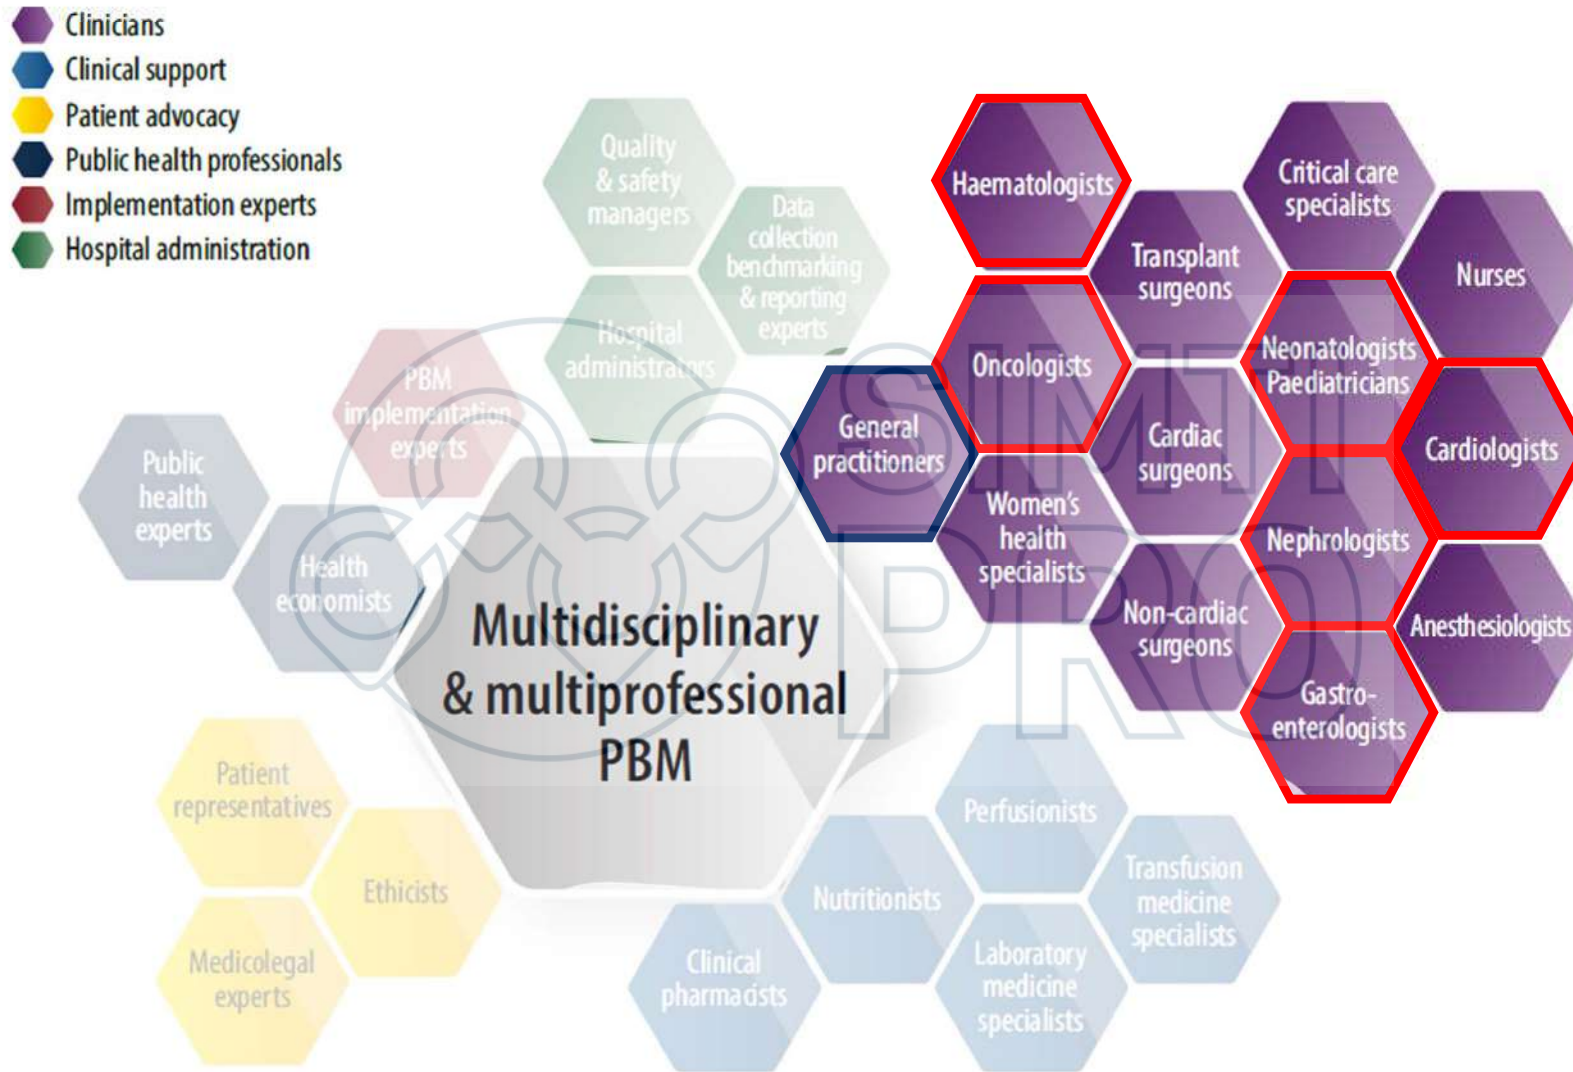 Clinicians
Clinical support
Patient advocacy
Public health professionals
Implementation experts
Hospital administration
Quality
& safety
managers
Data
collection
benchmarking
& reporting
experts
Hospital
administrators
PBM
implementation
experts
Public
health
experts
Health
economists
Multidisciplinary
& multiprofessional
PBM
Haematologists
Critical care
specialists
Transplant
surgeons
Nurses
Oncologists
Neonatologists
Paediatricians
General
practitioners
Cardiac
surgeons
Cardiologists
Women's
health
specialists
Nephrologists
Non-cardiac
surgeons
Anesthesiologists
Gastro-
enterologists
Patient
representatives
Ethicists
Medicolegal
experts
Perfusionists
Nutritionists
Transfusion
medicine
specialists
Clinical
pharmacists
Laboratory
medicine
specialists
SIMTI
PRO